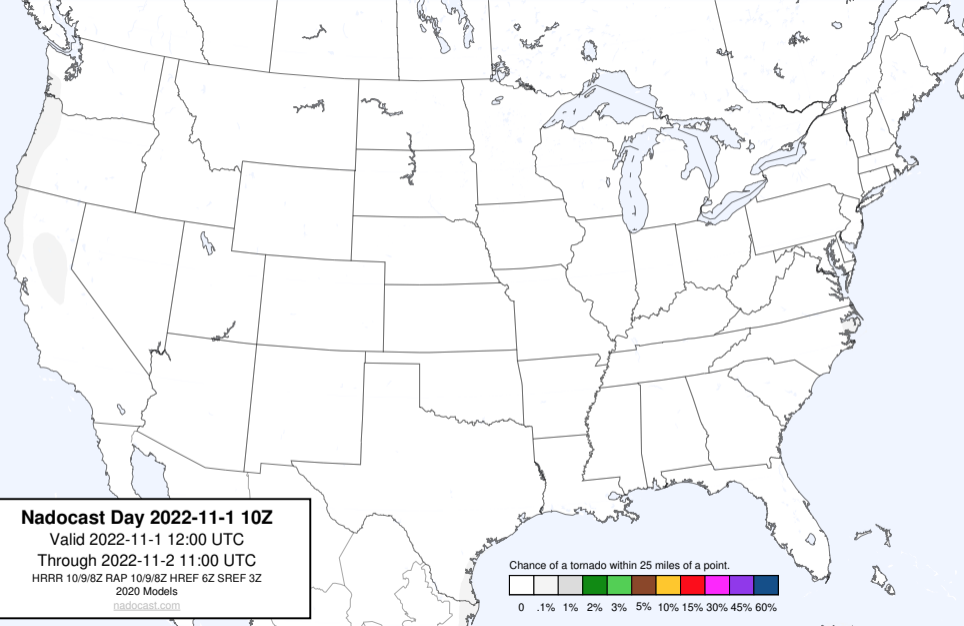 Nadocast Day 2022-11-1 10Z
Valid 2022-11-1 12:00 UTC
Through 2022-11-2 11:00 UTC
HRRR 10/9/8Z RAP 10/9/8Z HREF 6Z SREF 3Z
2020 Models
nadocast.com
Chance of a tornado within 25 miles of a point.
0 .1% 1% 2% 3% 5% 10% 15% 30% 45% 60%